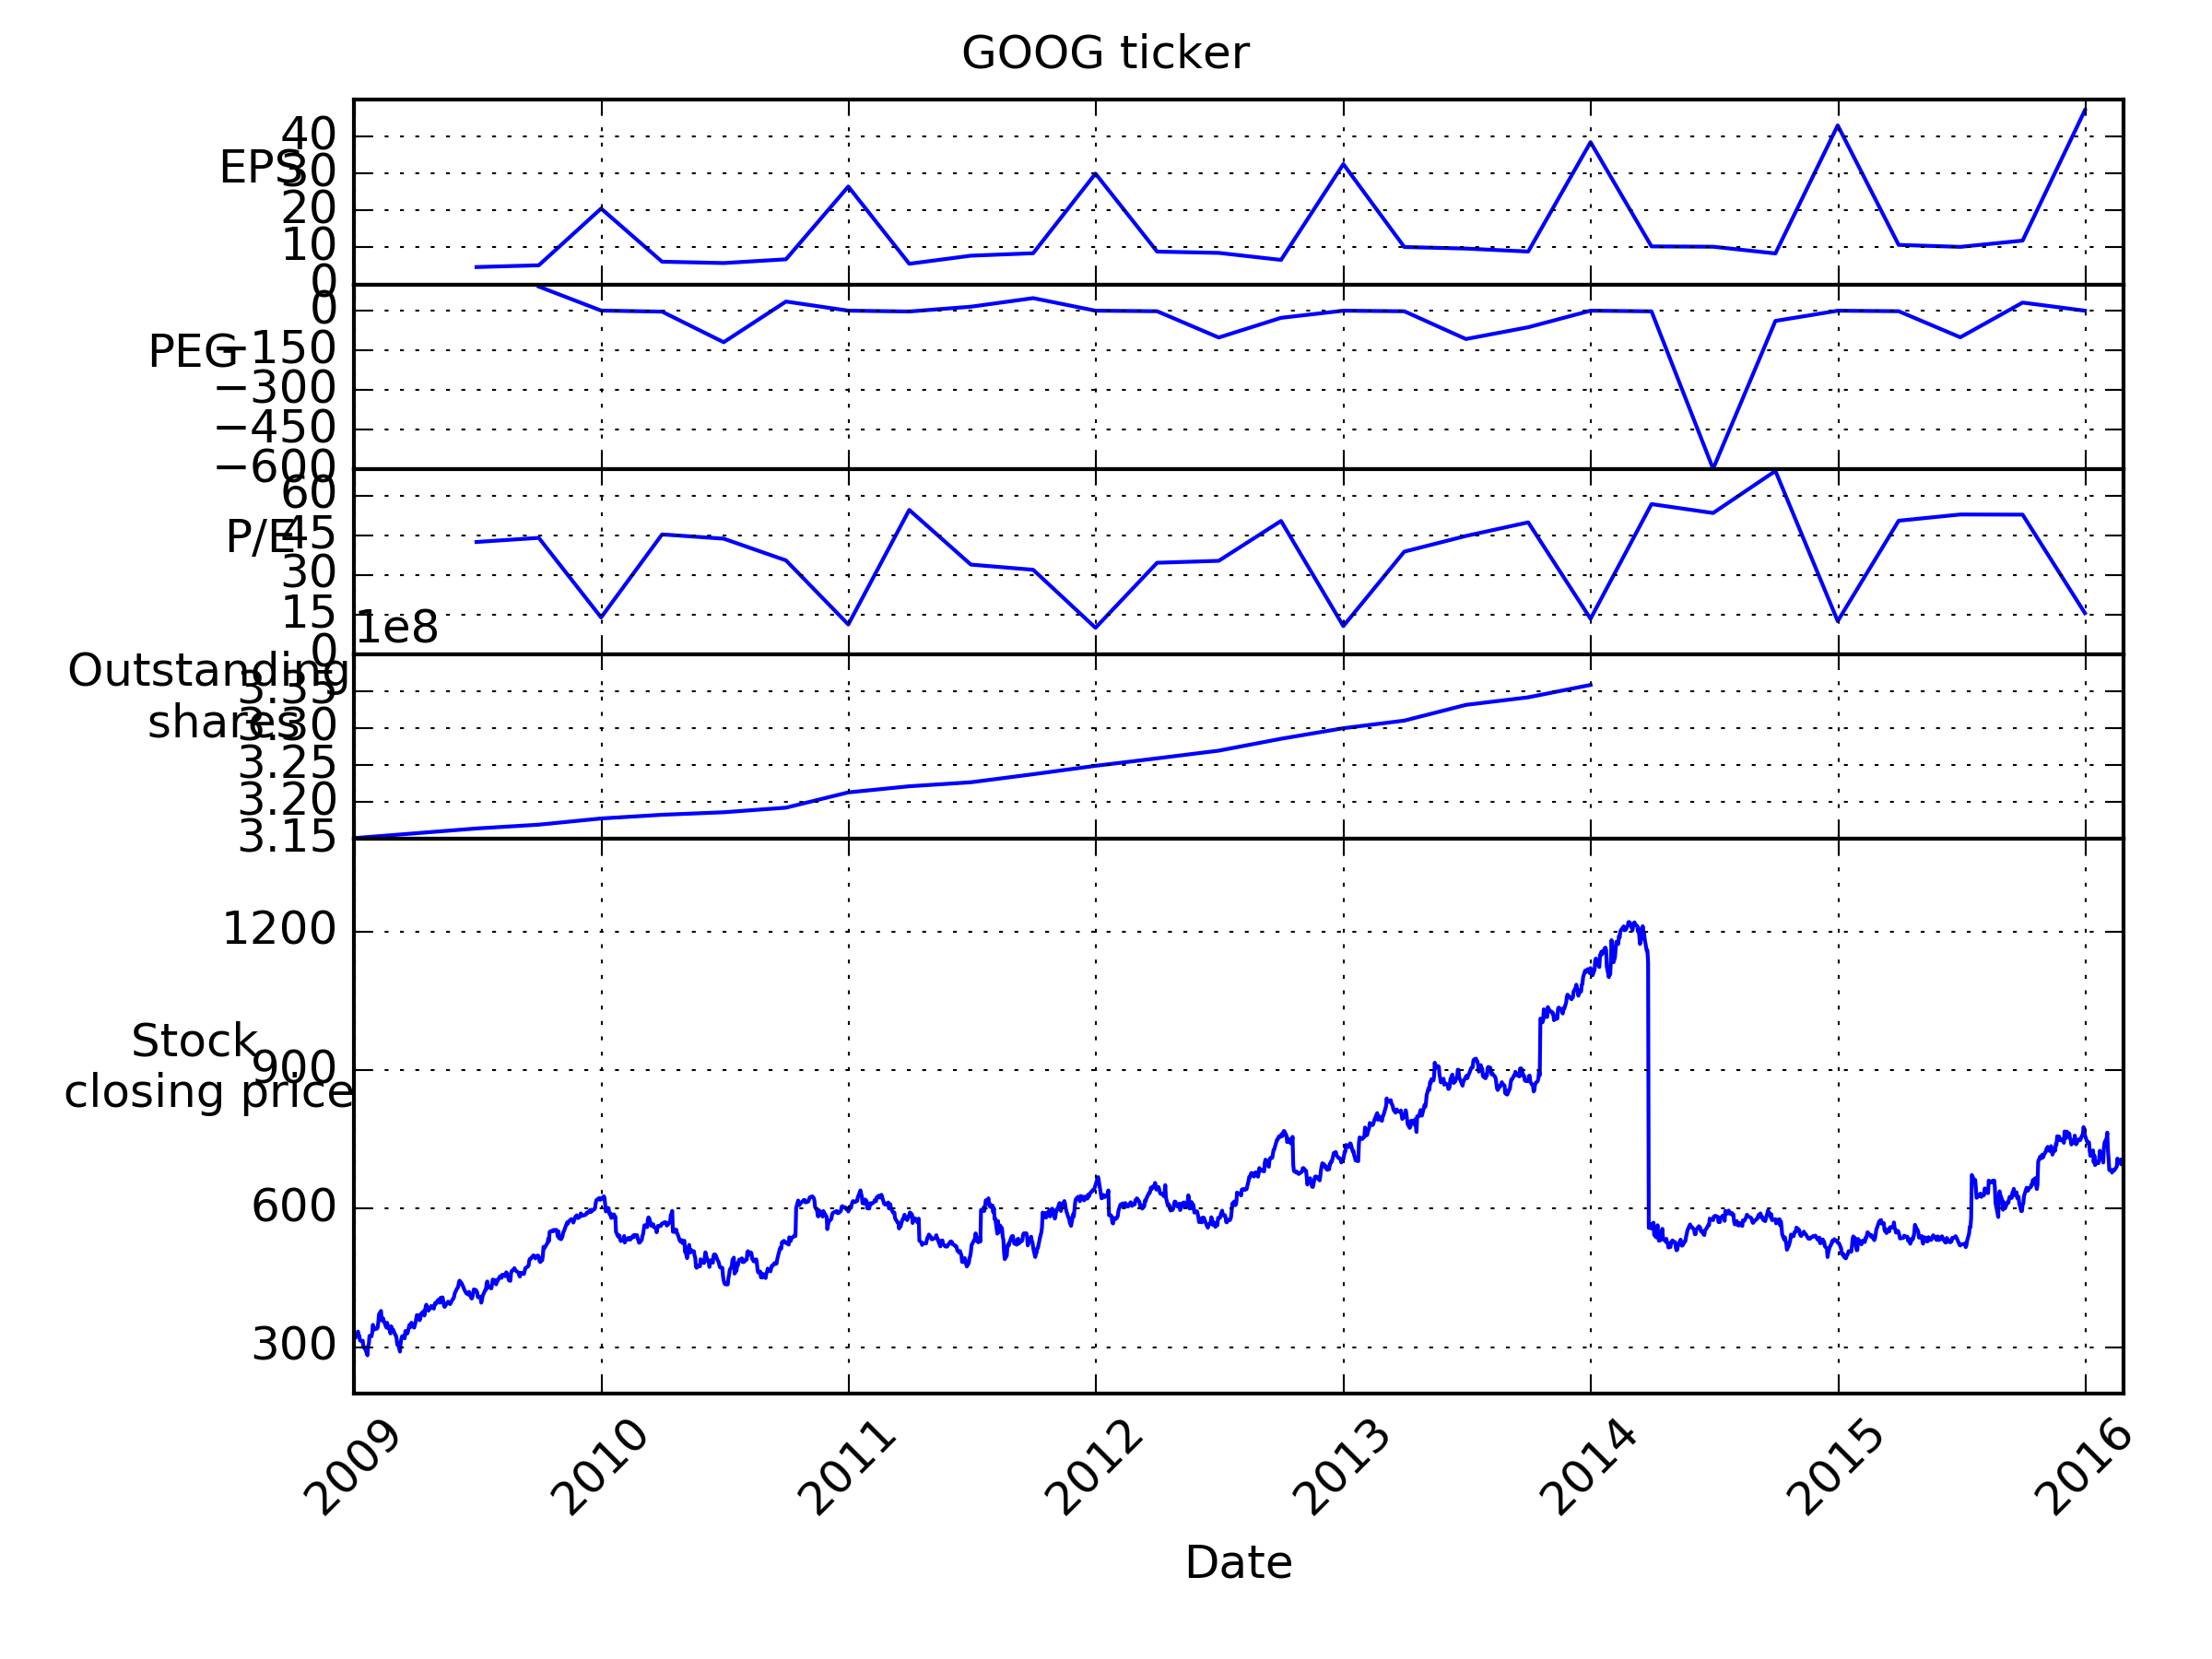 GOOG ticker
40
EPS
30
20
10
0
0
PEG
−150
−300
−450
−600
60
P/E
45
30
15
1e8
0
Outstanding
3.35
shares
3.30
3.25
3.20
3.15
1200
Stock
900
closing price
600
300
2009 2010 2011 2012 2013 2014 2015 2016
Date